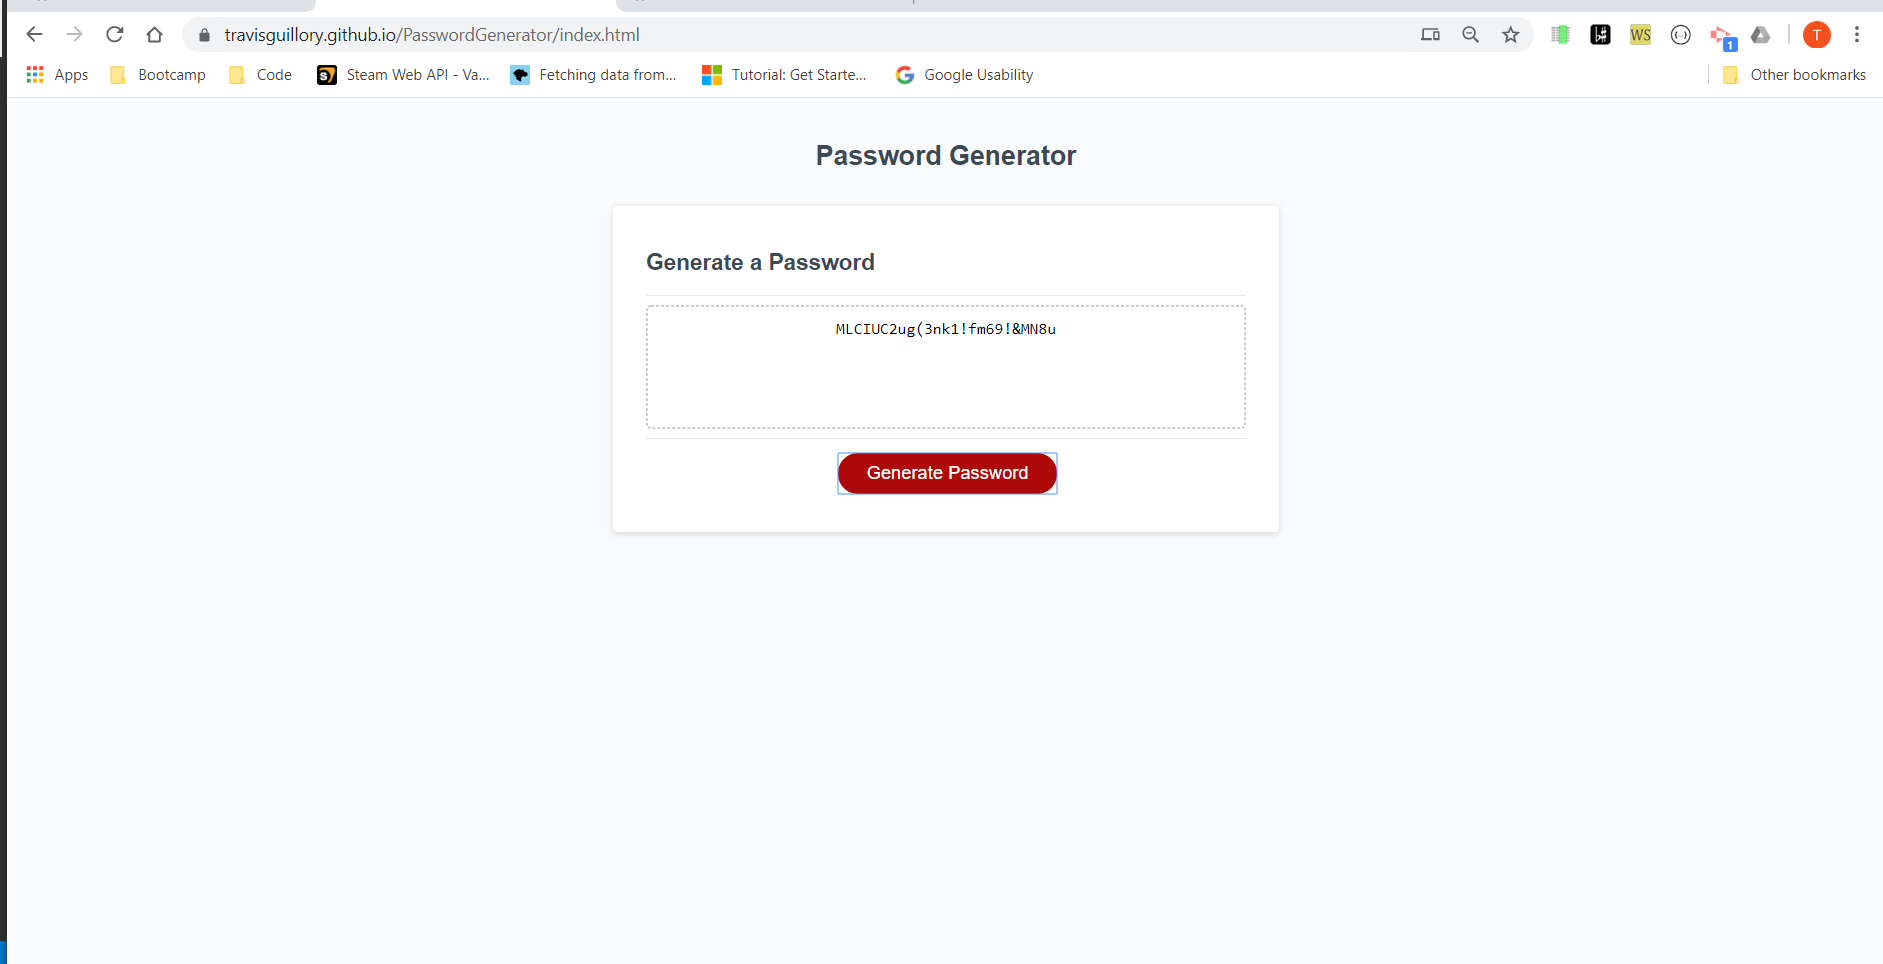 travisguillory.github.io/PasswordGenerator/index.html
WS
1
T
Apps
Bootcamp
Code
Steam Web API - Va...
Fetching data from...
Tutorial: Get Starte...
Google Usability
Other bookmarks
Password Generator
Generate a Password
MLCIUC2ug(3nk1!fm69!&MN8u
Generate Password